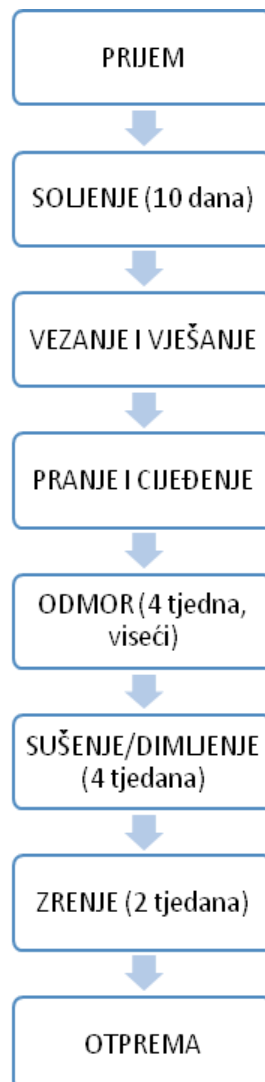 PRIJEM
SOLJENJE (10 dana)
VEZANJE I VJEŠANJE
PRANJE I CIJEĐENJE
ODMOR (4 tjedna,
viseći)
SUŠENJE/DIMLJENJE
(4 tjedana)
ZRENJE (2 tjedana)
OTPREMA